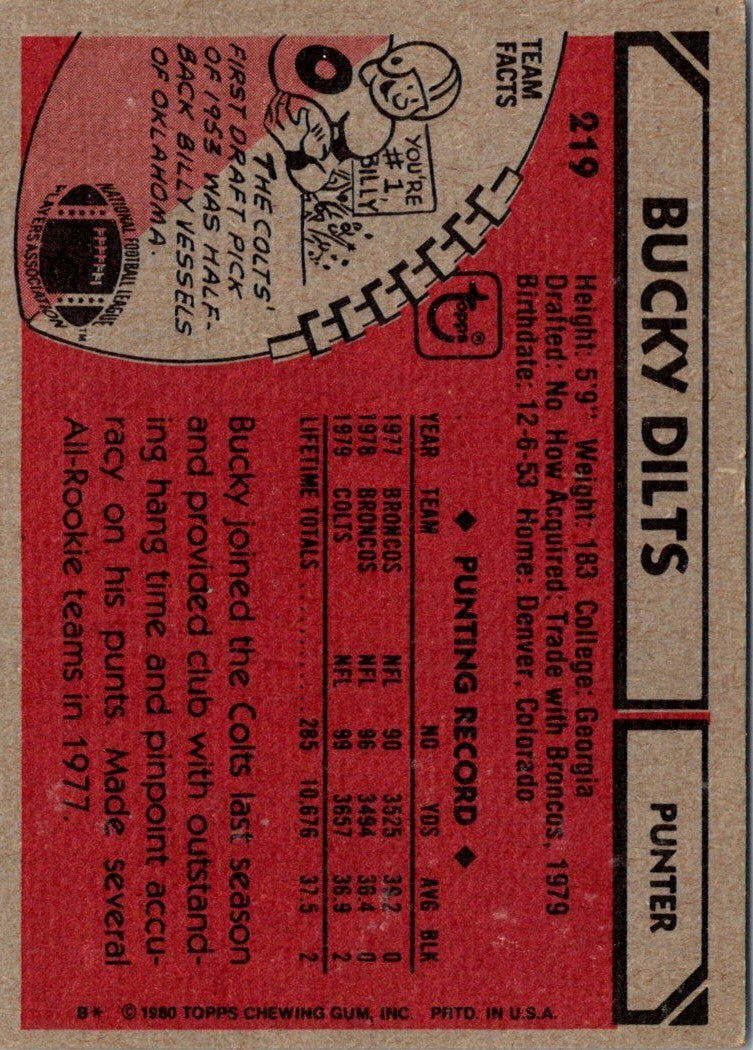 BUCKY DILTS
PUNTER
219
Height: 5'9" Weight: 183 College: Georgia
Drafted: No How Acquired: Trade with Broncos, 1979
Birthdate: 12-6-53 Home: Denver, Colorado
TEAM
FACTS
YOU'RE
#1,
BILLY
THE COLTS'
FIRST DRAFT PICK
OF 1953 WAS HALF-
BACK BILLY VESSELS
OF OKLAHOMA.
NATIONAL FOOTBALL LEAGUE
PLAYERS ASSOCIATION
TM
topps®
◆ PUNTING RECORD ◆
YEAR TEAM NO YDS AVG BLK
1977 BRONCOS NFL 90 3525 39.2 0
1978 BRONCOS NFL 96 3494 36.4 0
1979 COLTS NFL 99 3657 36.9 2
LIFETIME TOTALS 285 10,676 37.5 2
Bucky joined the Colts last season
and provided club with outstand-
ing hang time and pinpoint accu-
racy on his punts. Made several
All-Rookie teams in 1977.
B* © 1980 TOPPS CHEWING GUM, INC. PRTD. IN U.S.A.